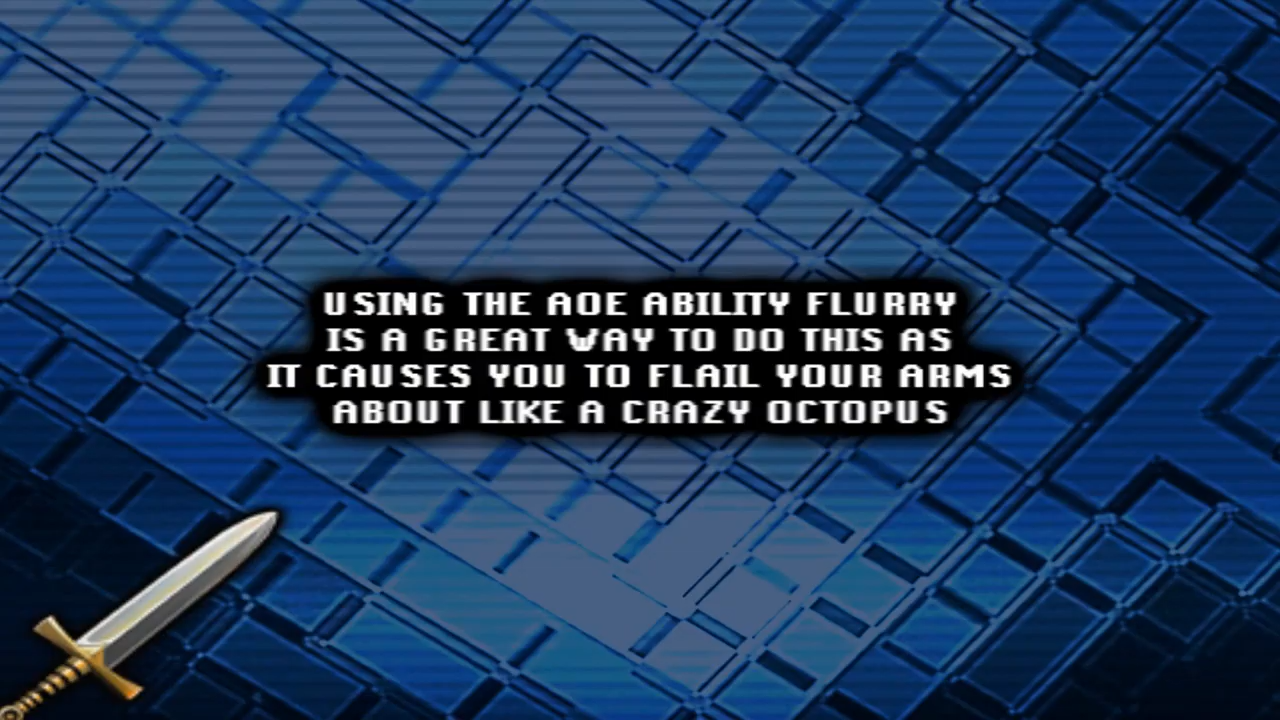 USING THE AOE ABILITY FLURRY
IS A GREAT WAY TO DO THIS AS
IT CAUSES YOU TO FLAIL YOUR ARMS
ABOUT LIKE A CRAZY OCTOPUS